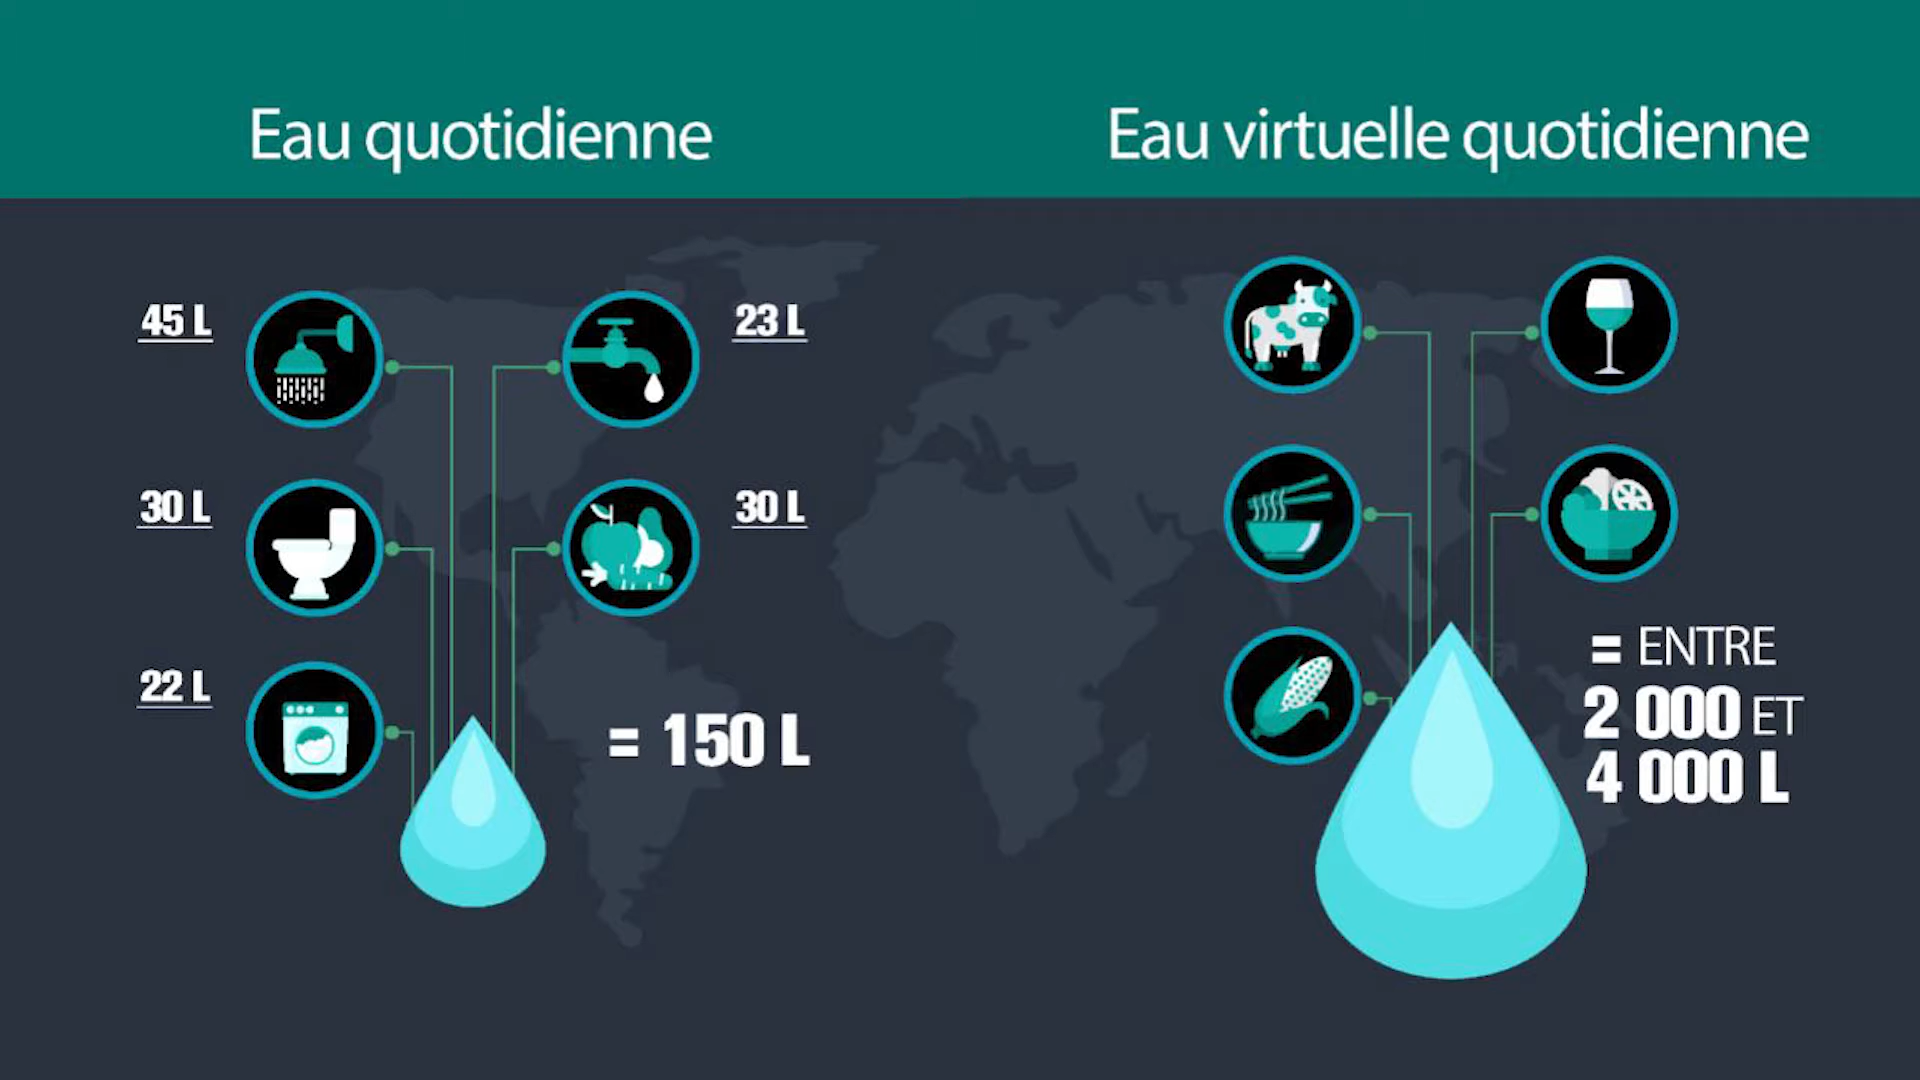 Eau quotidienne
45 L
23 L
30 L
30 L
22 L
= 150 L
Eau virtuelle quotidienne
= ENTRE
2 000 ET
4 000 L